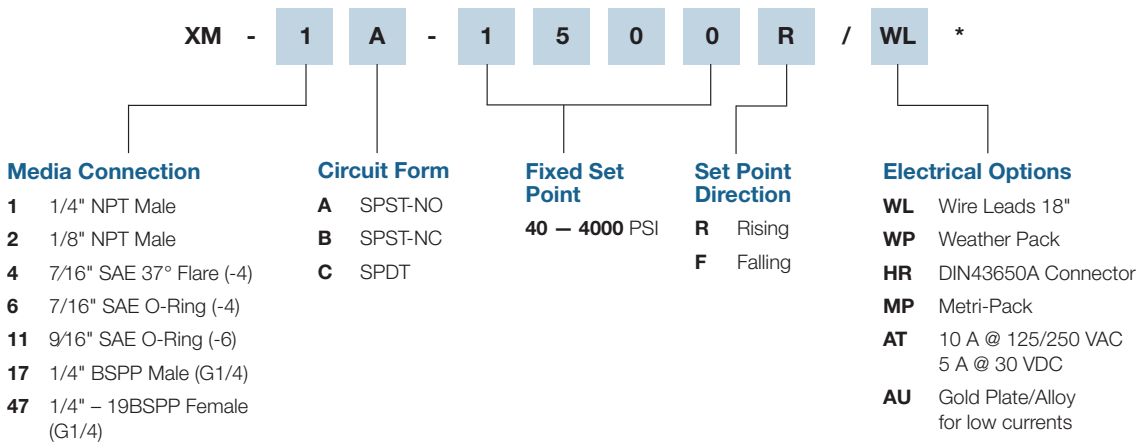 XM - 1 A - 1 5 0 0 R / WL *
Media Connection
1 1/4" NPT Male
2 1/8" NPT Male
4 7/16" SAE 37° Flare (-4)
6 7/16" SAE O-Ring (-4)
11 9/16" SAE O-Ring (-6)
17 1/4" BSPP Male (G1/4)
47 1/4" – 19BSPP Female
(G1/4)
Circuit Form
A SPST-NO
B SPST-NC
C SPDT
Fixed Set
Point
40 — 4000 PSI
Set Point
Direction
R Rising
F Falling
Electrical Options
WL Wire Leads 18"
WP Weather Pack
HR DIN43650A Connector
MP Metri-Pack
AT 10 A @ 125/250 VAC
5 A @ 30 VDC
AU Gold Plate/Alloy
for low currents